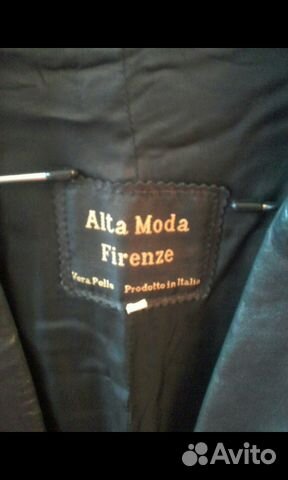 Alta Moda
Firenze
Vera Pelle Prodotto in Italia
Avito